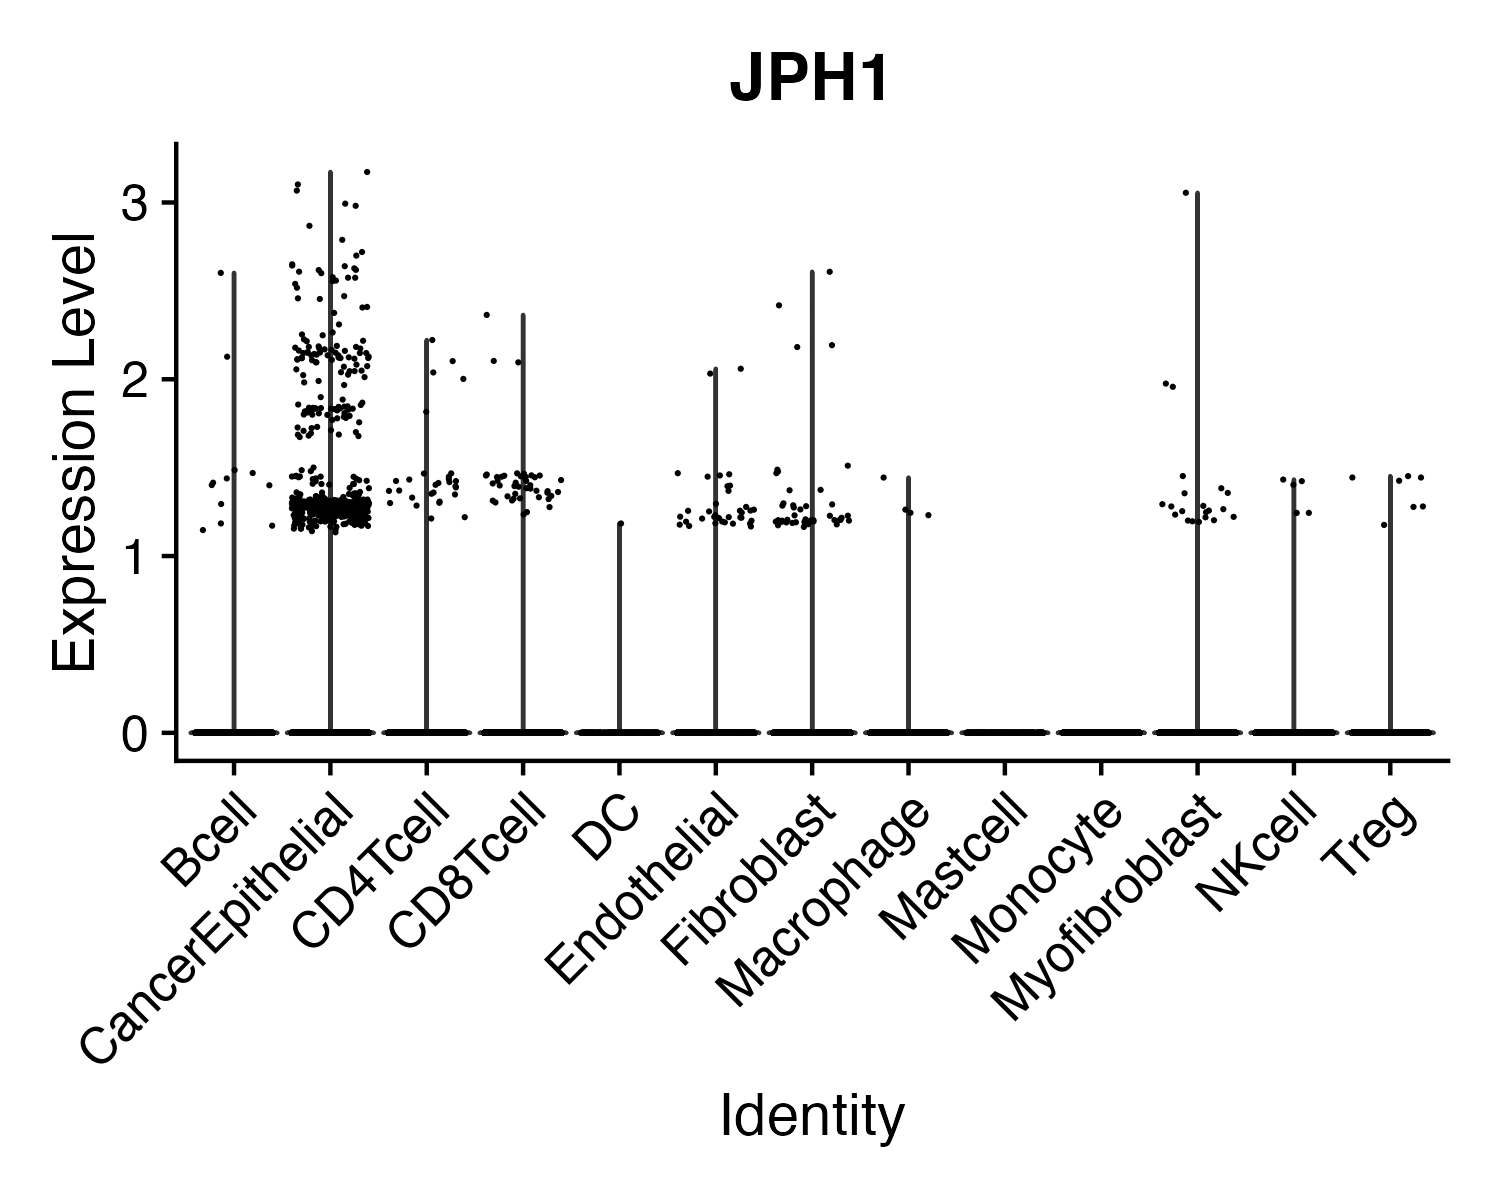 JPH1
Expression Level
3
2
1
0
Bcell
CancerEpithelial
CD4Tcell
CD8Tcell
DC
Endothelial
Fibroblast
Macrophage
Mastcell
Monocyte
Myofibroblast
NKcell
Treg
Identity